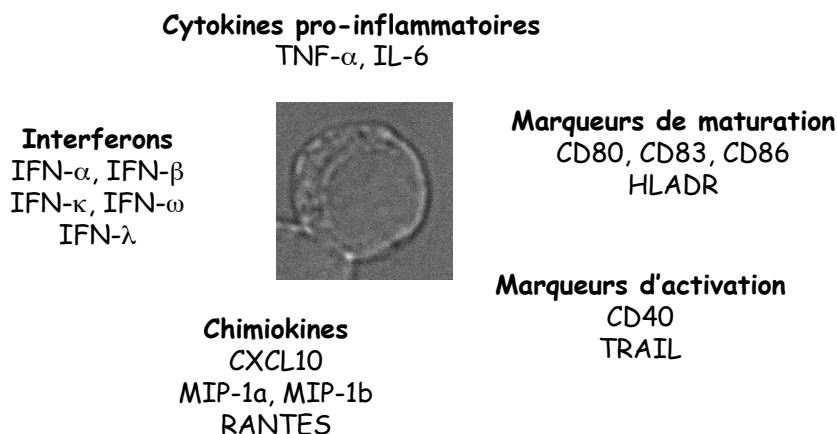 Cytokines pro-inflammatoires
TNF-α, IL-6
Interferons
IFN-α, IFN-β
IFN-κ, IFN-ω
IFN-λ
Marqueurs de maturation
CD80, CD83, CD86
HLADR
Marqueurs d'activation
CD40
TRAIL
Chimiokines
CXCL10
MIP-1a, MIP-1b
RANTES